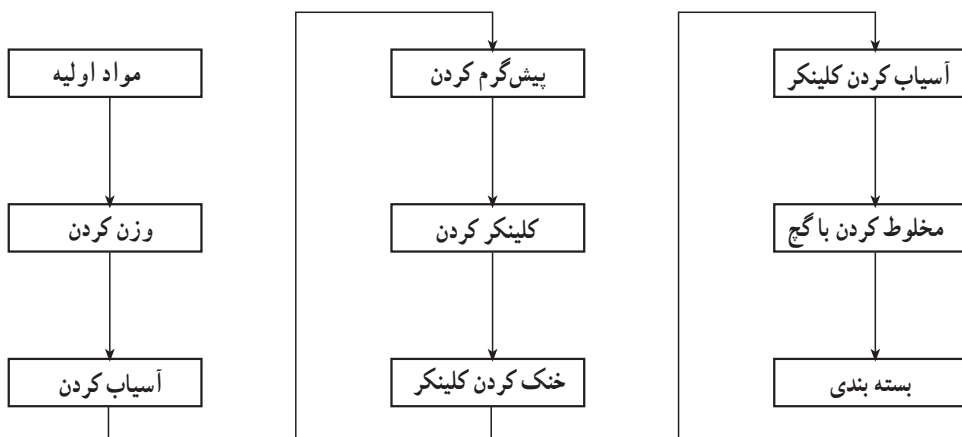 مواد اولیه
وزن کردن
آسیاب کردن
پیش‌گرم کردن
کلینکر کردن
خنک کردن کلینکر
آسیاب کردن کلینکر
مخلوط کردن با گچ
بسته بندی